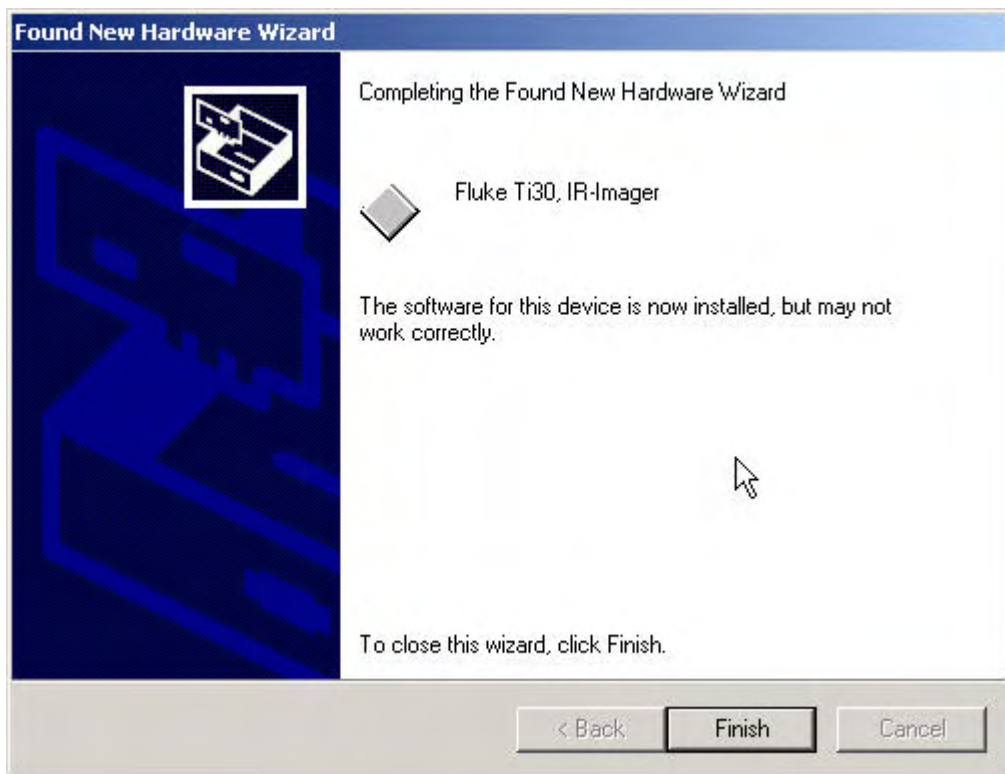 Found New Hardware Wizard
Completing the Found New Hardware Wizard
Fluke Ti30, IR-Imager
The software for this device is now installed, but may not
work correctly.
To close this wizard, click Finish.
< Back
Finish
Cancel